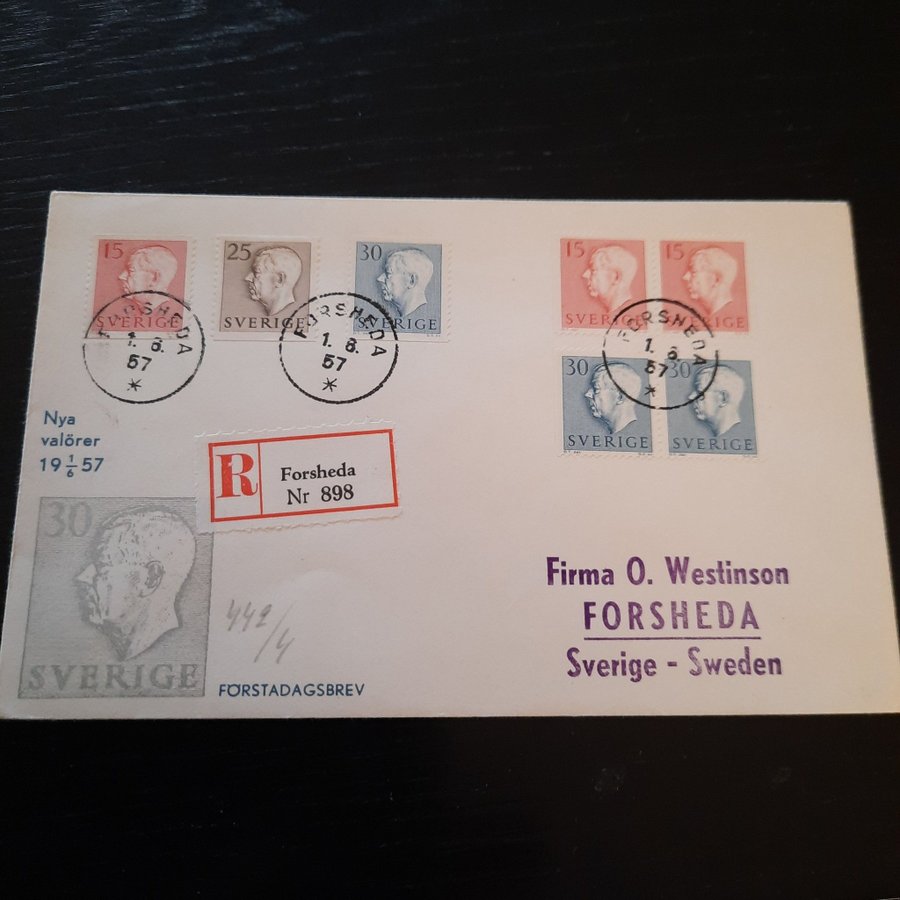 15
SVERIGE
25
SVERIGE
30
SVERIGE
15
SVERIGE
15
30
SVERIGE
30
SVERIGE
FORSHEDA
1. 6.
57
*
FORSHEDA
1. 6.
57
*
FORSHEDA
1. 6.
57
*
Nya
valörer
19 1/6 57
R
Forsheda
Nr 898
30
SVERIGE
442/4
FÖRSTADAGSBREV
Firma O. Westinson
FORSHEDA
Sverige - Sweden